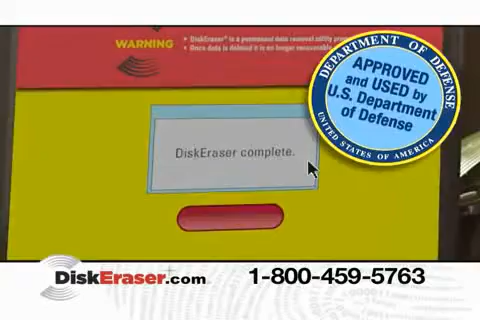 WARNING
• DiskEraser® is a permanent data removal utility
• Once data is deleted it is no longer recoverable
DEPARTMENT OF DEFENSE
APPROVED
and USED by
U.S. Department
of Defense
UNITED STATES OF AMERICA
DiskEraser complete.
DiskEraser.com
1-800-459-5763